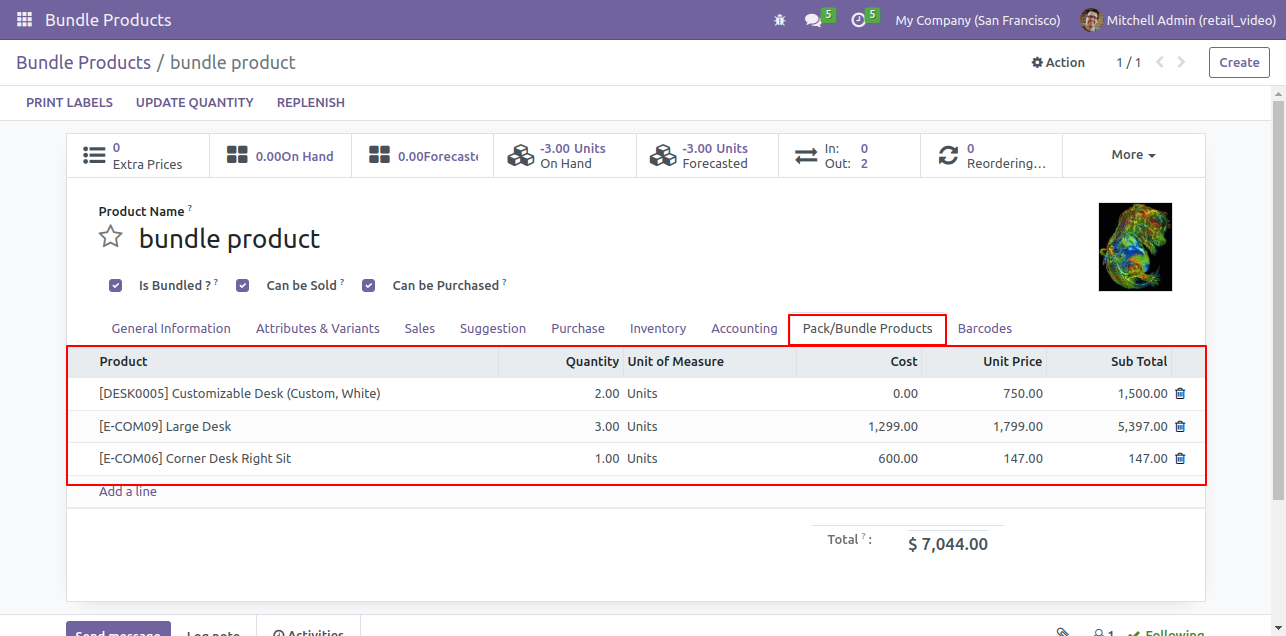 Bundle Products 5 5 My Company (San Francisco) Mitchell Admin (retail_video)
Bundle Products / bundle product Action 1 / 1 Create
PRINT LABELS UPDATE QUANTITY REPLENISH
0
Extra Prices
0.00On Hand
0.00Forecaste
-3.00 Units
On Hand
-3.00 Units
Forecasted
In: 0
Out: 2
0
Reordering...
More
Product Name ?
bundle product
Is Bundled ? ? Can be Sold ? Can be Purchased ?
General Information Attributes & Variants Sales Suggestion Purchase Inventory Accounting Pack/Bundle Products Barcodes
Product Quantity Unit of Measure Cost Unit Price Sub Total
[DESK0005] Customizable Desk (Custom, White) 2.00 Units 0.00 750.00 1,500.00
[E-COM09] Large Desk 3.00 Units 1,299.00 1,799.00 5,397.00
[E-COM06] Corner Desk Right Sit 1.00 Units 600.00 147.00 147.00
Add a line
Total ? : $ 7,044.00
Send message Log note Activities 1 Following